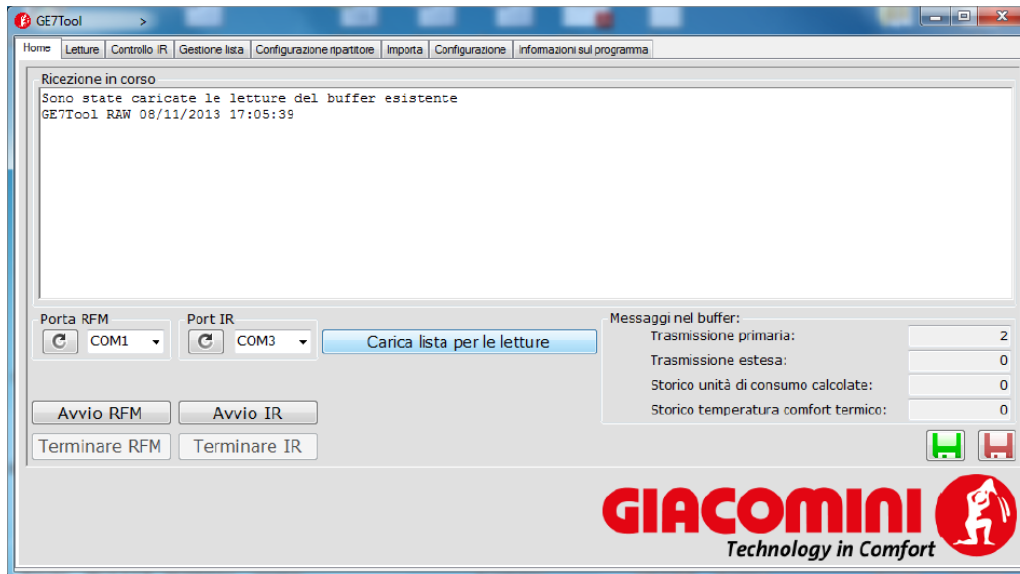 GE7Tool >
Home Letture Controllo IR Gestione lista Configurazione ripartitore Importa Configurazione Informazioni sul programma
Ricezione in corso
Sono state caricate le letture del buffer esistente
GE7Tool RAW 08/11/2013 17:05:39
Porta RFM Port IR Messaggi nel buffer:
COM1 COM3 Carica lista per le letture Trasmissione primaria: 2
Trasmissione estesa: 0
Storico unità di consumo calcolate: 0
Avvio RFM Avvio IR Storico temperatura comfort termico: 0
Terminare RFM Terminare IR
GIACOMINI
Technology in Comfort